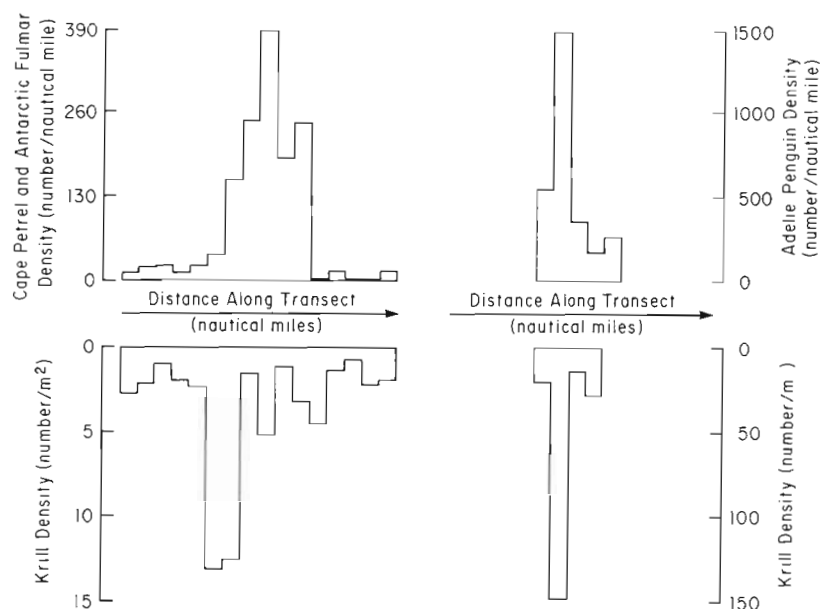 Cape Petrel and Antarctic Fulmar
Density (number/nautical mile)
390
260
130
0
1500
1000
500
0
Adelie Penguin Density
(number/nautical mile)
Distance Along Transect
(nautical miles)
Distance Along Transect
(nautical miles)
Krill Density (number/m²)
0
5
10
15
0
50
100
150
Krill Density (number/m )